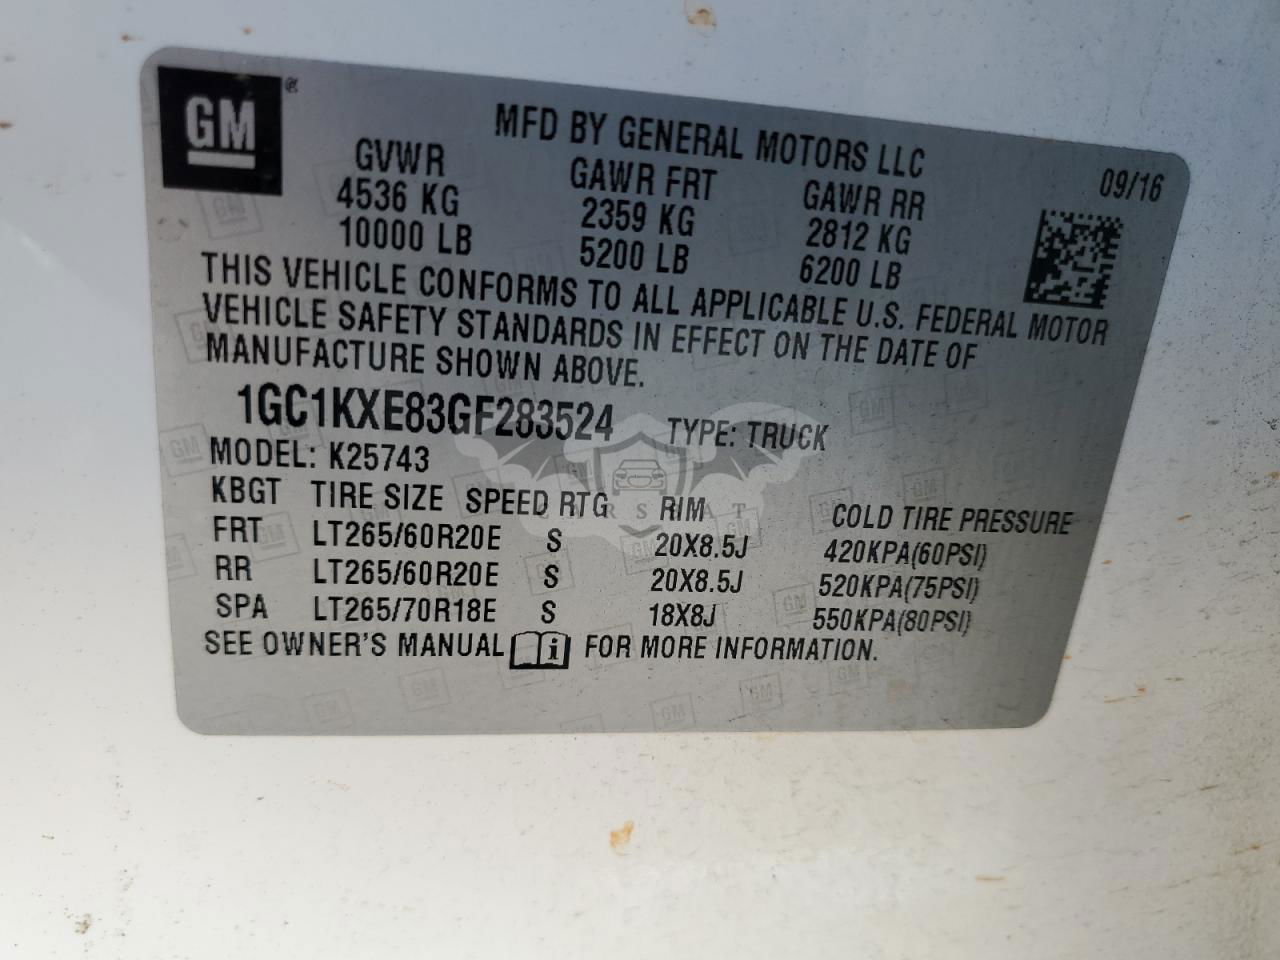 GM
MFD BY GENERAL MOTORS LLC
09/16
GVWR GAWR FRT GAWR RR
4536 KG 2359 KG 2812 KG
10000 LB 5200 LB 6200 LB
THIS VEHICLE CONFORMS TO ALL APPLICABLE U.S. FEDERAL MOTOR
VEHICLE SAFETY STANDARDS IN EFFECT ON THE DATE OF
MANUFACTURE SHOWN ABOVE.
1GC1KXE83GF283524 TYPE: TRUCK
MODEL: K25743
KBGT TIRE SIZE SPEED RTG RIM COLD TIRE PRESSURE
FRT LT265/60R20E S 20X8.5J 420KPA(60PSI)
RR LT265/60R20E S 20X8.5J 520KPA(75PSI)
SPA LT265/70R18E S 18X8J 550KPA(80PSI)
SEE OWNER'S MANUAL i FOR MORE INFORMATION.